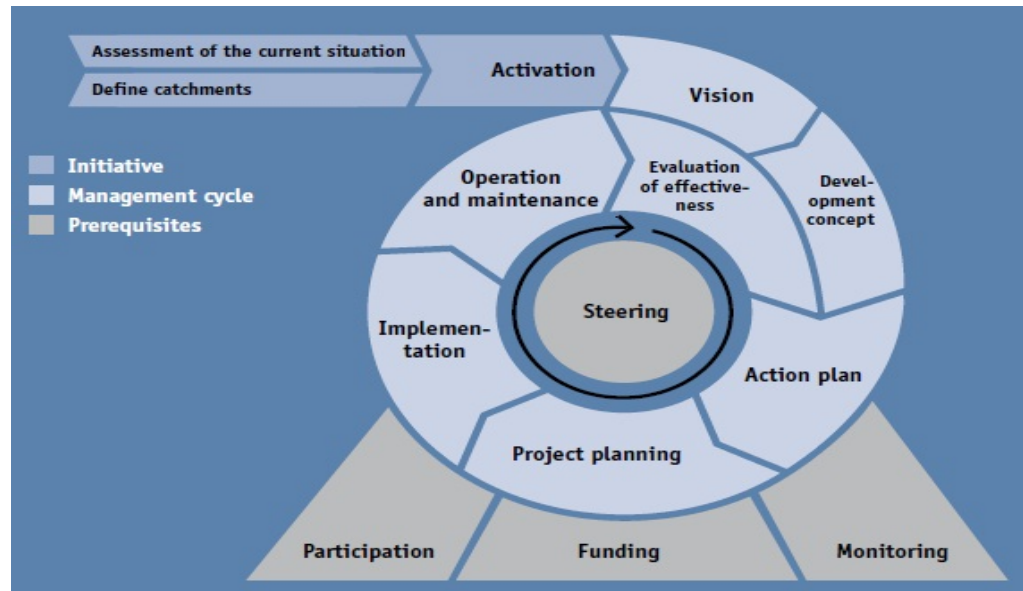 Assessment of the current situation
Define catchments
Activation
Vision
Initiative
Management cycle
Prerequisites
Operation
and maintenance
Evaluation
of effective-
ness
Devel-
opment
concept
Steering
Implemen-
tation
Action plan
Project planning
Participation
Funding
Monitoring